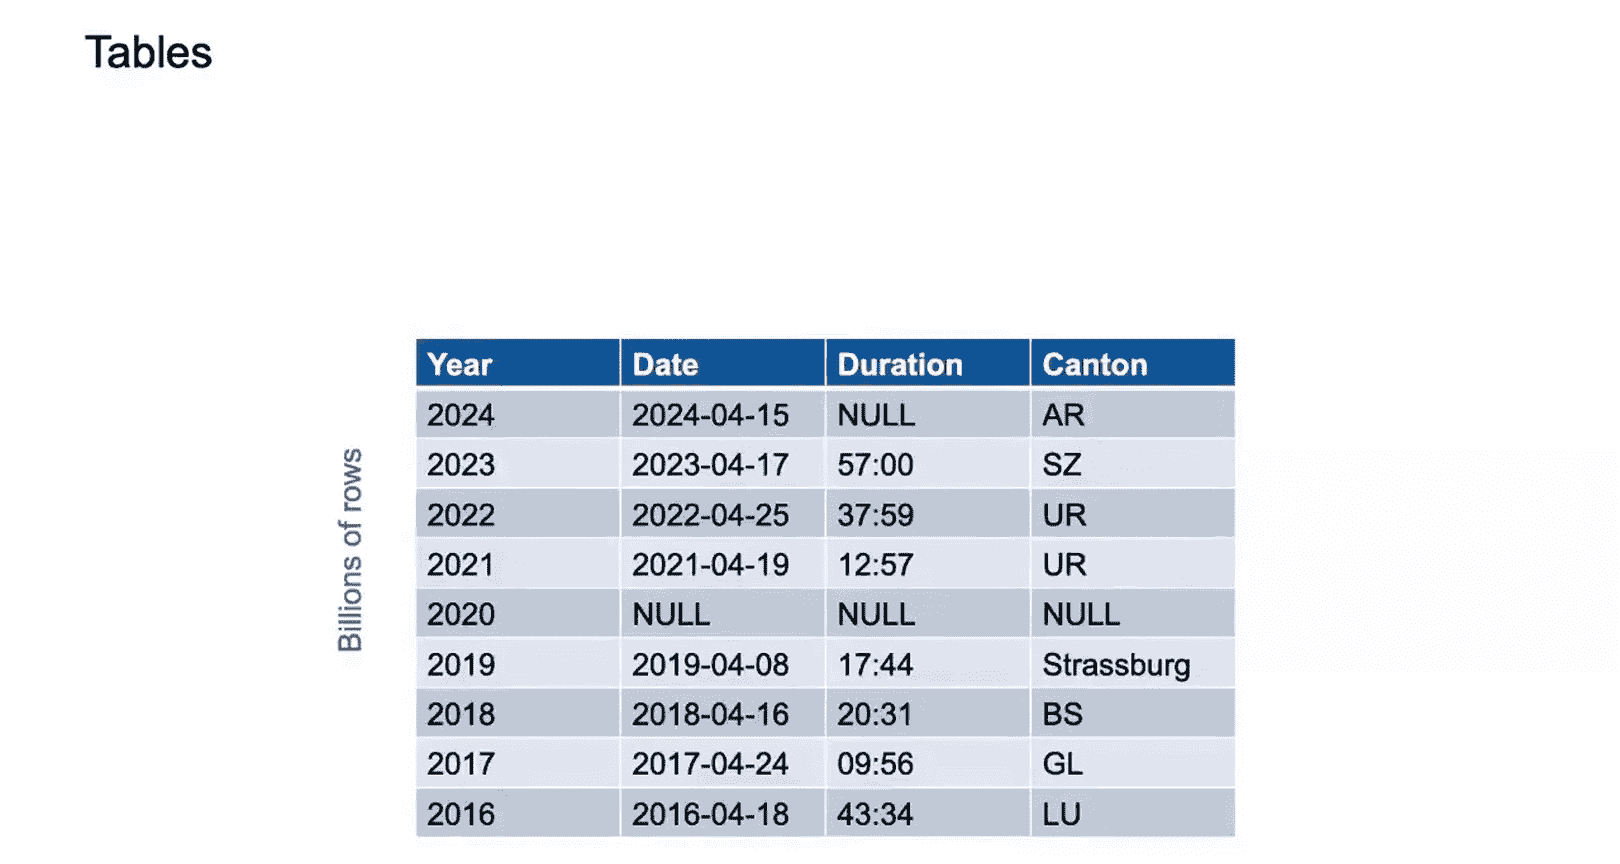 Tables
Billions of rows
Year Date Duration Canton
2024 2024-04-15 NULL AR
2023 2023-04-17 57:00 SZ
2022 2022-04-25 37:59 UR
2021 2021-04-19 12:57 UR
2020 NULL NULL NULL
2019 2019-04-08 17:44 Strassburg
2018 2018-04-16 20:31 BS
2017 2017-04-24 09:56 GL
2016 2016-04-18 43:34 LU